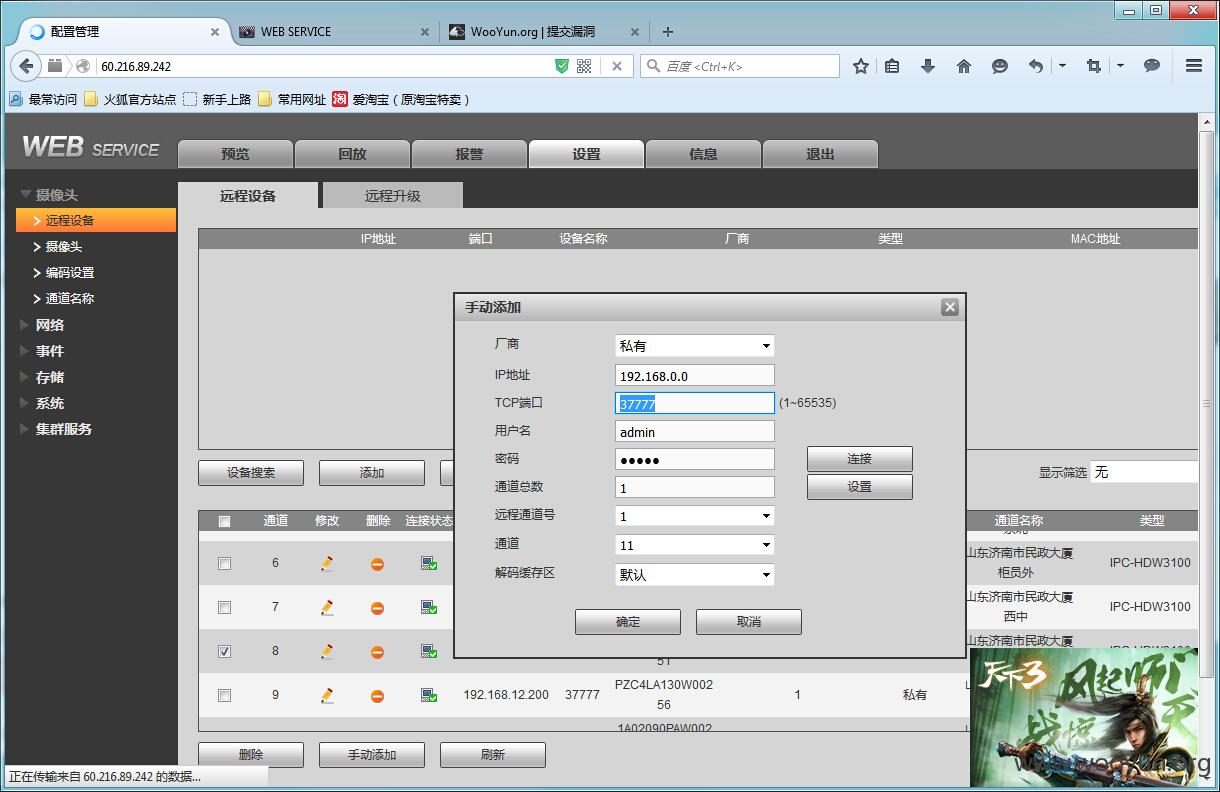 配置管理
WEB SERVICE
WooYun.org | 提交漏洞
60.216.89.242
百度 <Ctrl+K>
最常访问 火狐官方站点 新手上路 常用网址 淘 爱淘宝（原淘宝特卖）
WEB SERVICE
预览 回放 报警 设置 信息 退出
摄像头
远程设备
摄像头
编码设置
通道名称
网络
事件
存储
系统
集群服务
远程设备 远程升级
IP地址 端口 设备名称 厂商 类型 MAC地址
手动添加
厂商 私有
IP地址 192.168.0.0
TCP端口 37777 (1~65535)
用户名 admin
密码 ●●●●● 连接
通道总数 1 设置
远程通道号 1
通道 11
解码缓存区 默认
确定 取消
设备搜索 添加
显示筛选 无
通道 修改 删除 连接状态 通道名称 类型
6 山东济南市民政大厦 IPC-HDW3100
柜员外
7 山东济南市民政大厦 IPC-HDW3100
西中
8 山东济南市民政大厦
51
9 192.168.12.200 37777 PZC4LA130W002 1 私有
56
1A02090PAW002
删除 手动添加 刷新
天下3
风起师门
战
天
www.wooyun.org
正在传输来自 60.216.89.242 的数据...